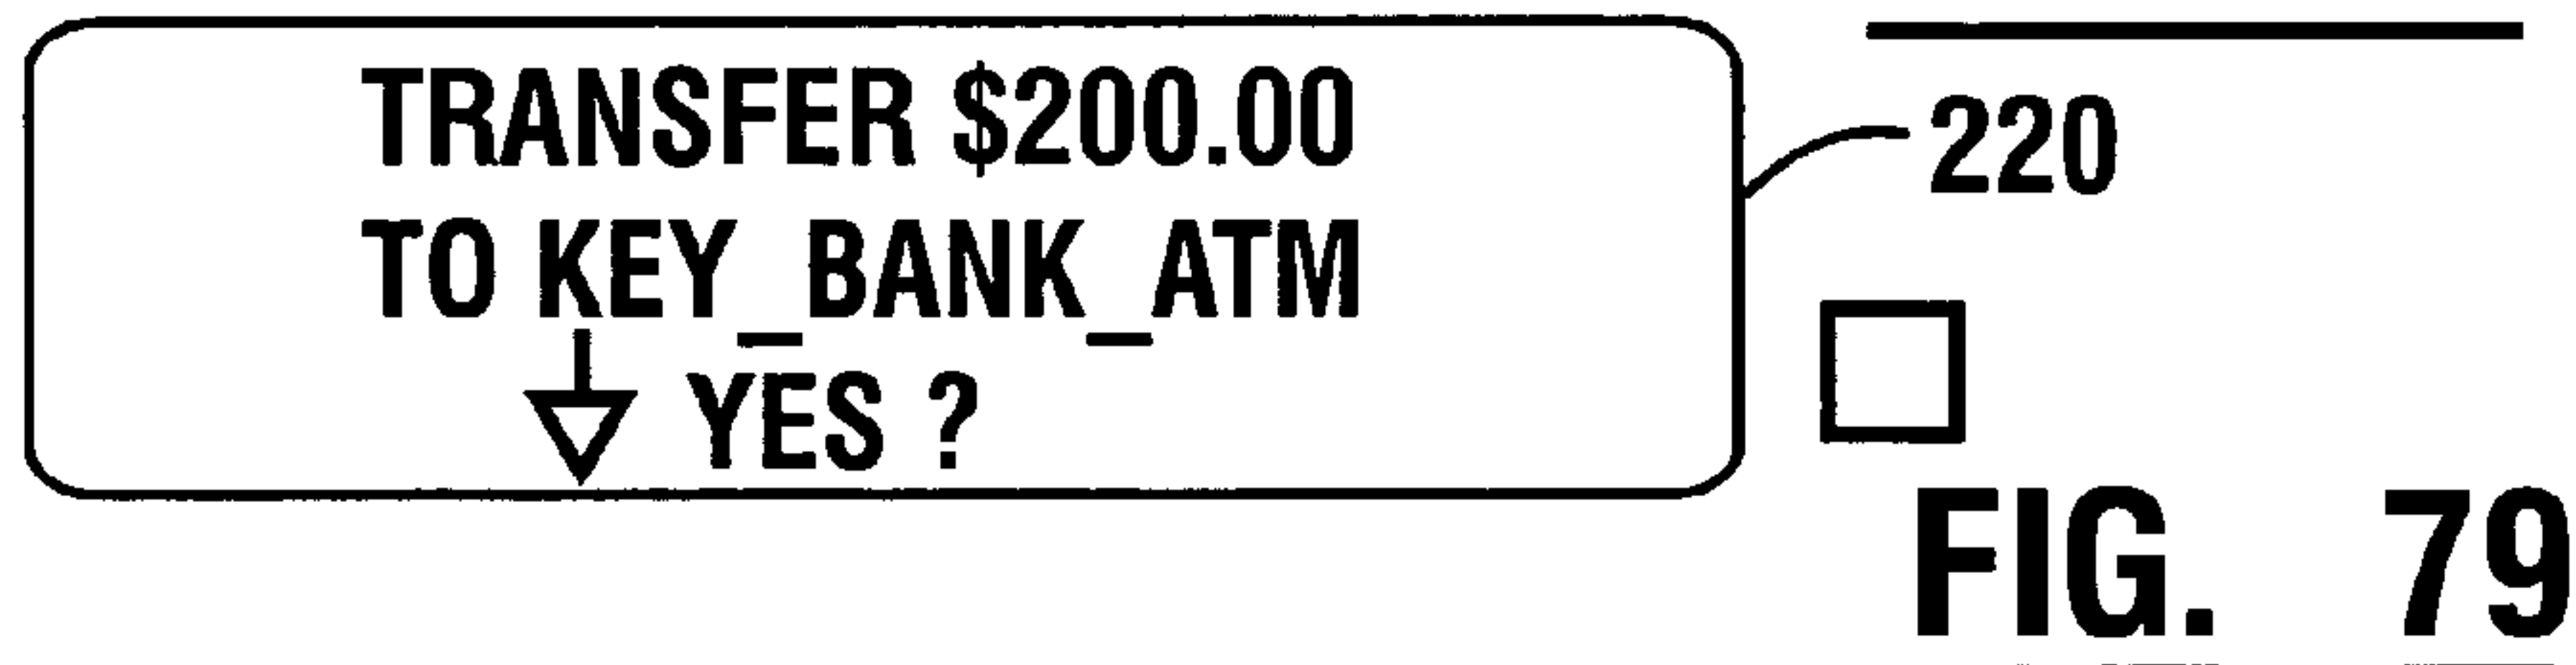 TRANSFER $200.00
TO KEY_BANK_ATM
YES ?
220
FIG. 79